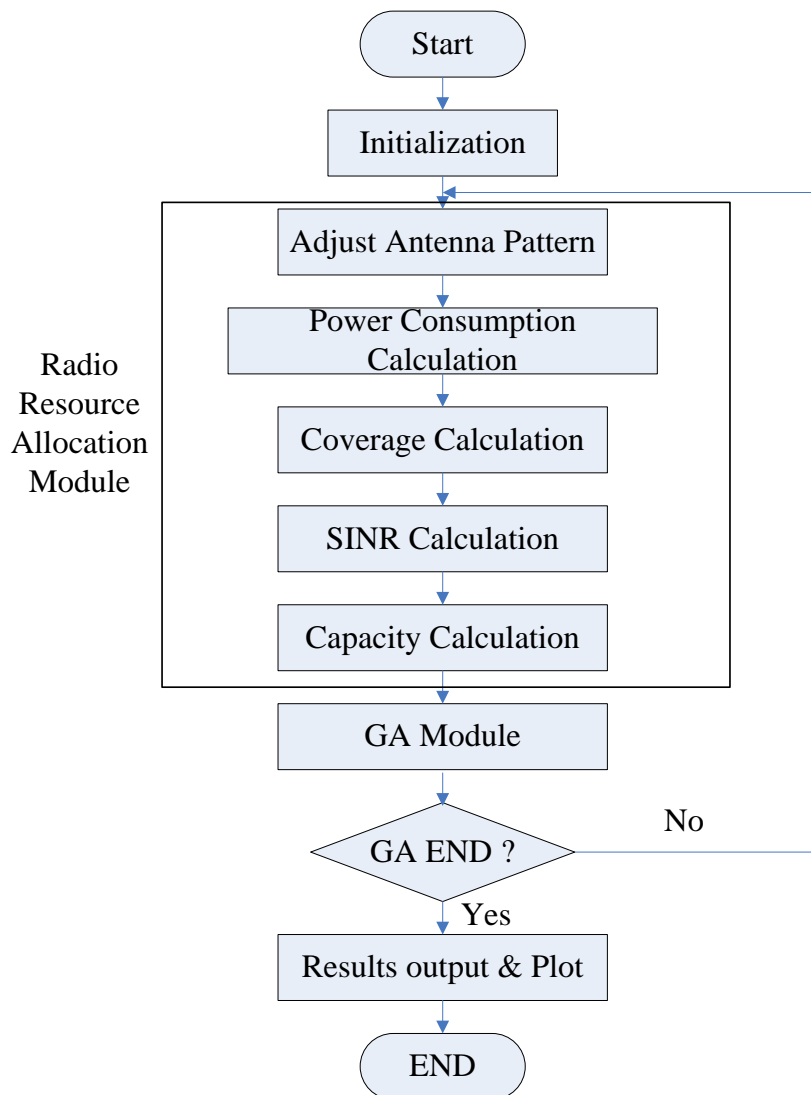 Start
Initialization
Adjust Antenna Pattern
Power Consumption
Calculation
Radio
Resource
Allocation
Module
Coverage Calculation
SINR Calculation
Capacity Calculation
GA Module
GA END ?
No
Yes
Results output & Plot
END